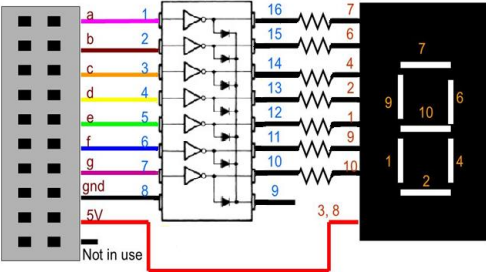 a 1 16 7
b 2 15 6
c 3 14 4
d 4 13 2
e 5 12 1
f 6 11 9
g 7 10 10
gnd 8 9
5V 3, 8
Not in use
7
9 6
10
1 4
2